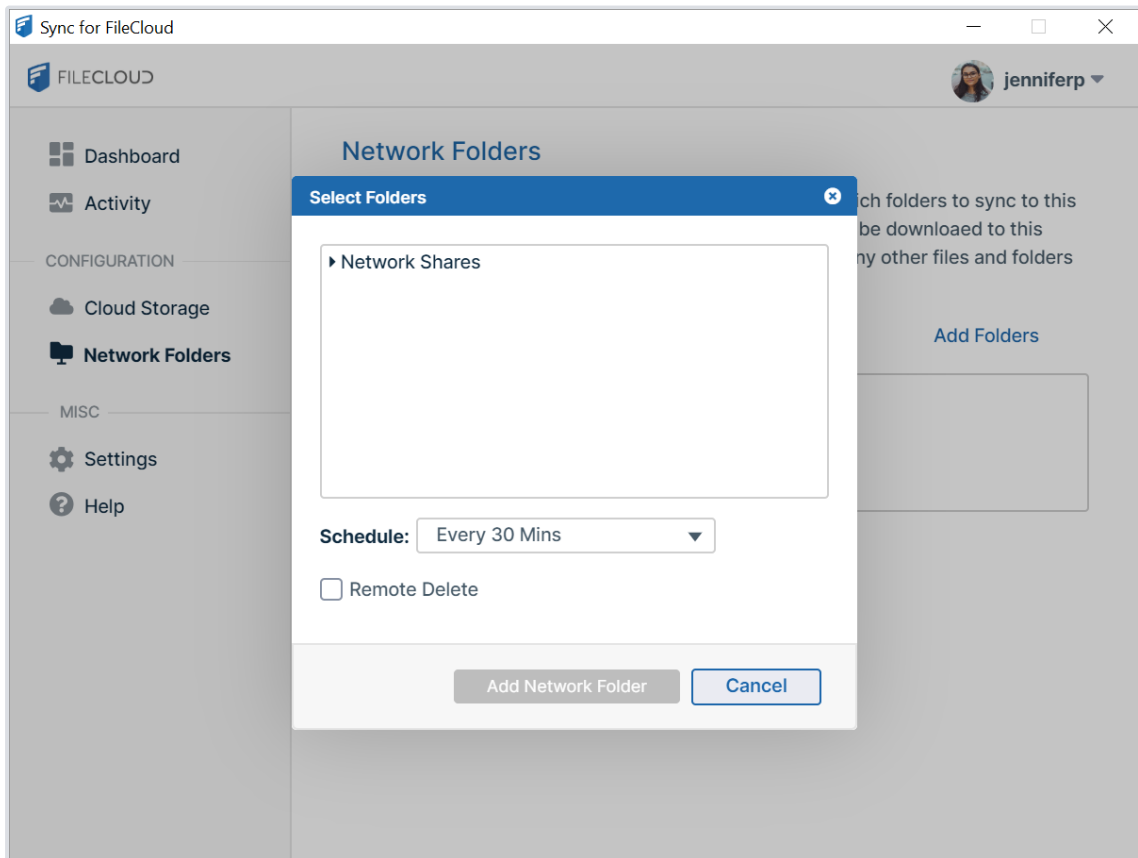 Sync for FileCloud
FILECLOUD
jenniferp
Dashboard
Activity
CONFIGURATION
Cloud Storage
Network Folders
MISC
Settings
Help
Network Folders
ich folders to sync to this
be downloaed to this
ny other files and folders
Add Folders
Select Folders
Network Shares
Schedule: Every 30 Mins
Remote Delete
Add Network Folder Cancel